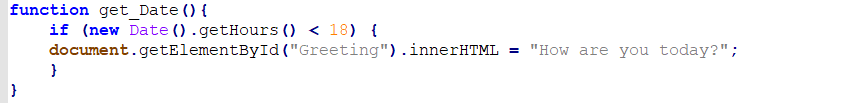 function get_Date(){
    if (new Date().getHours() < 18) {
    document.getElementById("Greeting").innerHTML = "How are you today?";
    }
}